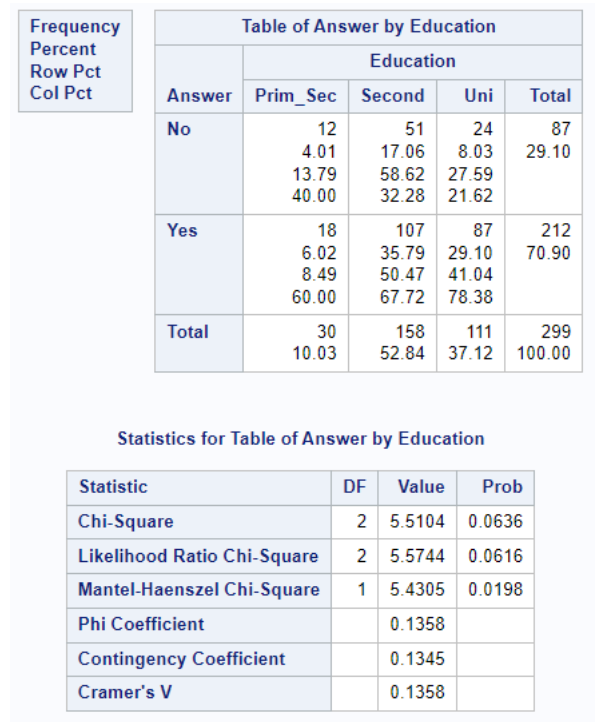 Frequency
Percent
Row Pct
Col Pct
Table of Answer by Education
Education
Answer Prim_Sec Second Uni Total
No 12 51 24 87
4.01 17.06 8.03 29.10
13.79 58.62 27.59
40.00 32.28 21.62
Yes 18 107 87 212
6.02 35.79 29.10 70.90
8.49 50.47 41.04
60.00 67.72 78.38
Total 30 158 111 299
10.03 52.84 37.12 100.00
Statistics for Table of Answer by Education
Statistic DF Value Prob
Chi-Square 2 5.5104 0.0636
Likelihood Ratio Chi-Square 2 5.5744 0.0616
Mantel-Haenszel Chi-Square 1 5.4305 0.0198
Phi Coefficient 0.1358
Contingency Coefficient 0.1345
Cramer's V 0.1358